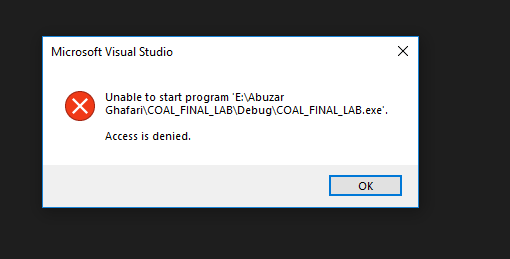 Microsoft Visual Studio
Unable to start program 'E:\Abuzar
Ghafari\COAL_FINAL_LAB\Debug\COAL_FINAL_LAB.exe'.
Access is denied.
OK